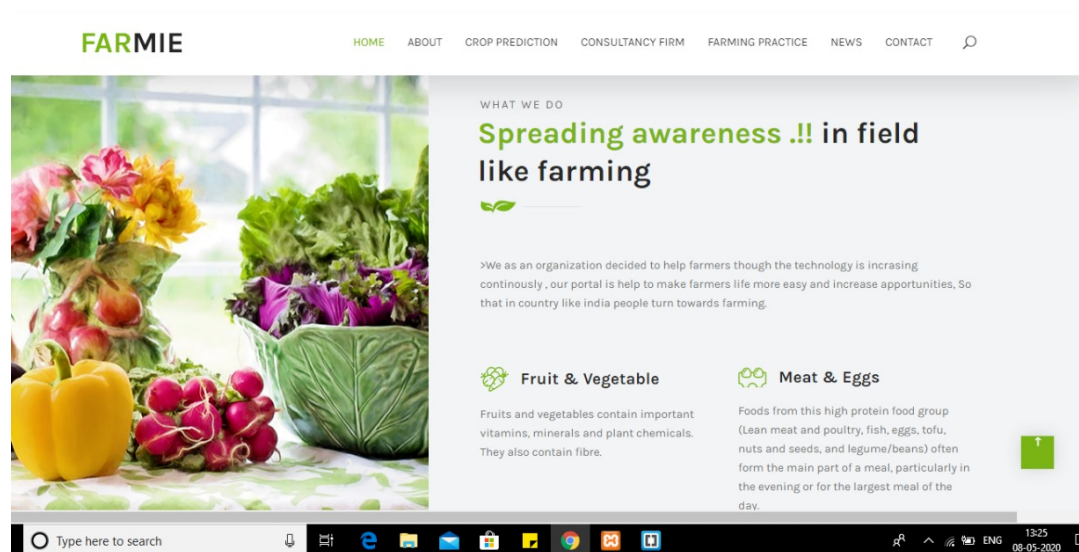 FARMIE
HOME ABOUT CROP PREDICTION CONSULTANCY FIRM FARMING PRACTICE NEWS CONTACT
WHAT WE DO
Spreading awareness .!! in field
like farming
>We as an organization decided to help farmers though the technology is incrasing
continously , our portal is help to make farmers life more easy and increase apportunities, So
that in country like india people turn towards farming.
Fruit & Vegetable
Fruits and vegetables contain important
vitamins, minerals and plant chemicals.
They also contain fibre.
Meat & Eggs
Foods from this high protein food group
(Lean meat and poultry, fish, eggs, tofu,
nuts and seeds, and legume/beans) often
form the main part of a meal, particularly in
the evening or for the largest meal of the
day.
Type here to search
ENG
13:25
08-05-2020